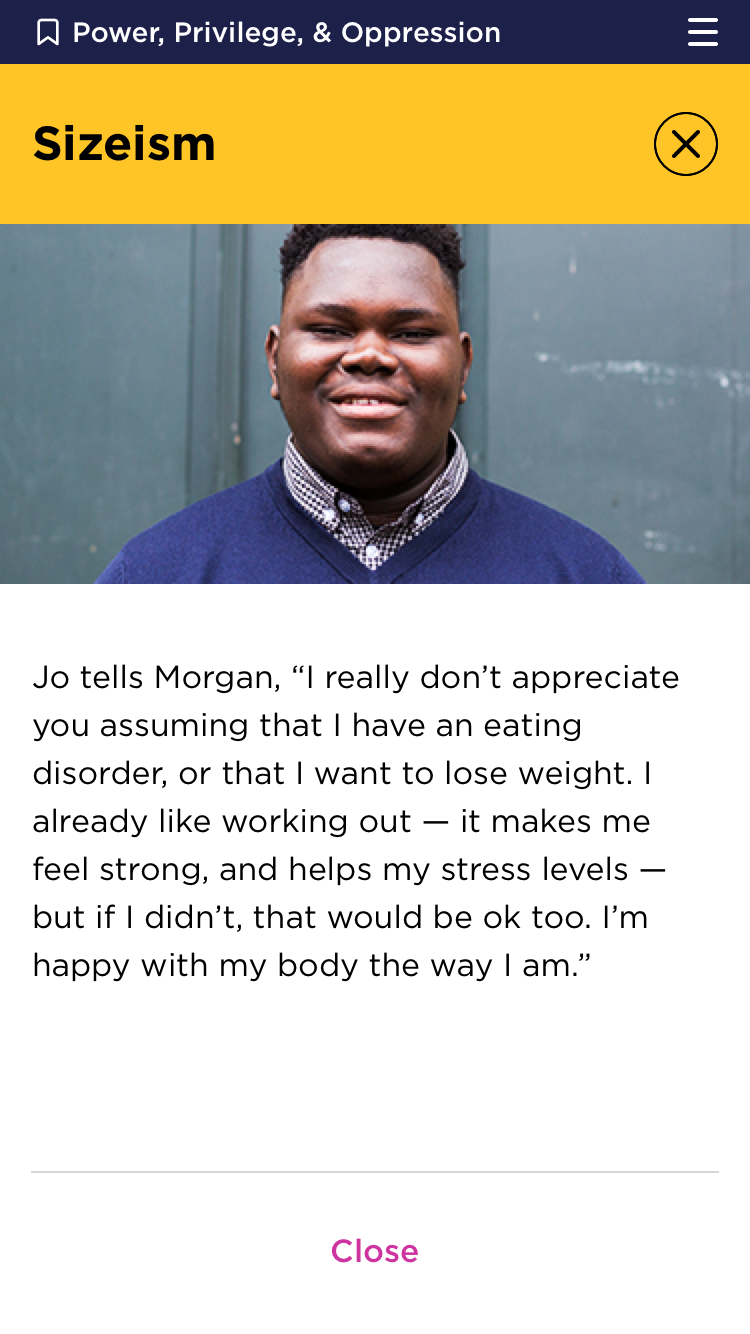 Power, Privilege, & Oppression
Sizeism
Jo tells Morgan, “I really don’t appreciate
you assuming that I have an eating
disorder, or that I want to lose weight. I
already like working out — it makes me
feel strong, and helps my stress levels —
but if I didn’t, that would be ok too. I’m
happy with my body the way I am.”
Close